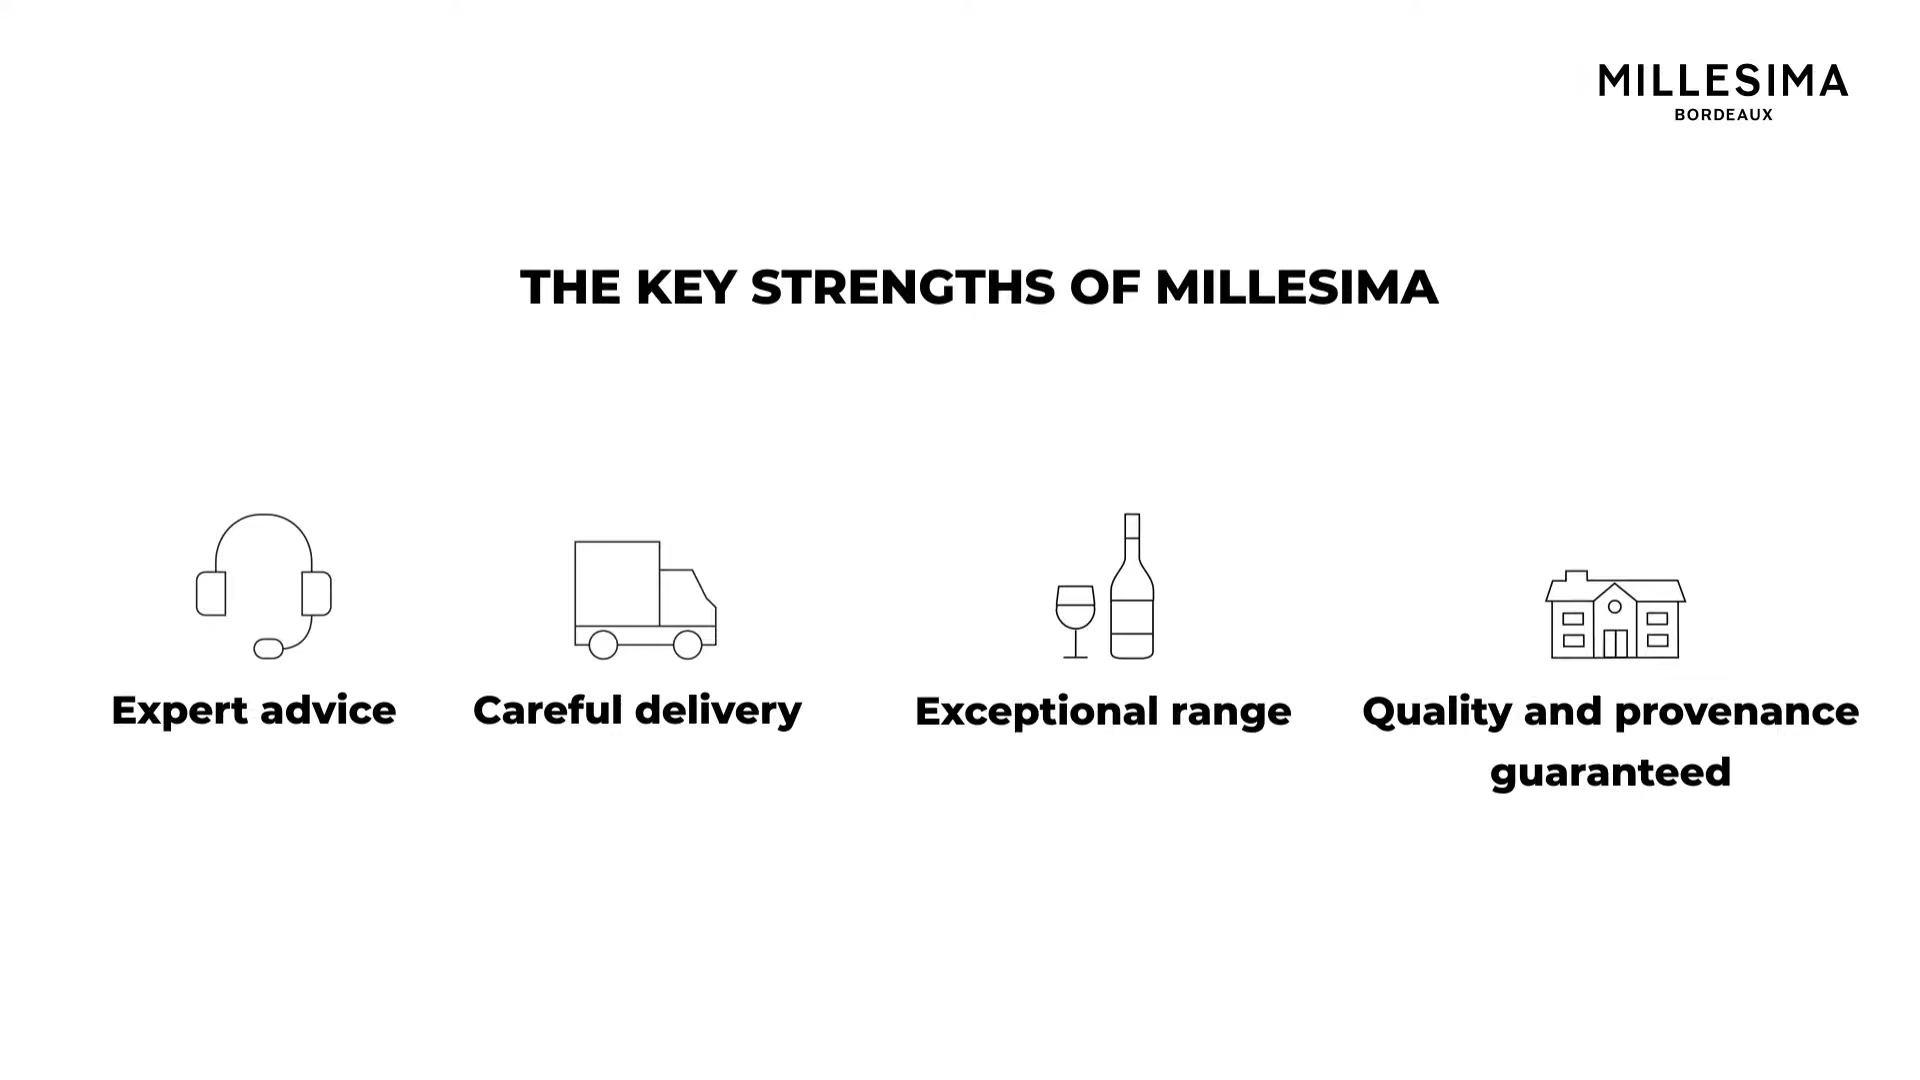 MILLESIMA
BORDEAUX
THE KEY STRENGTHS OF MILLESIMA
Expert advice
Careful delivery
Exceptional range
Quality and provenance
guaranteed